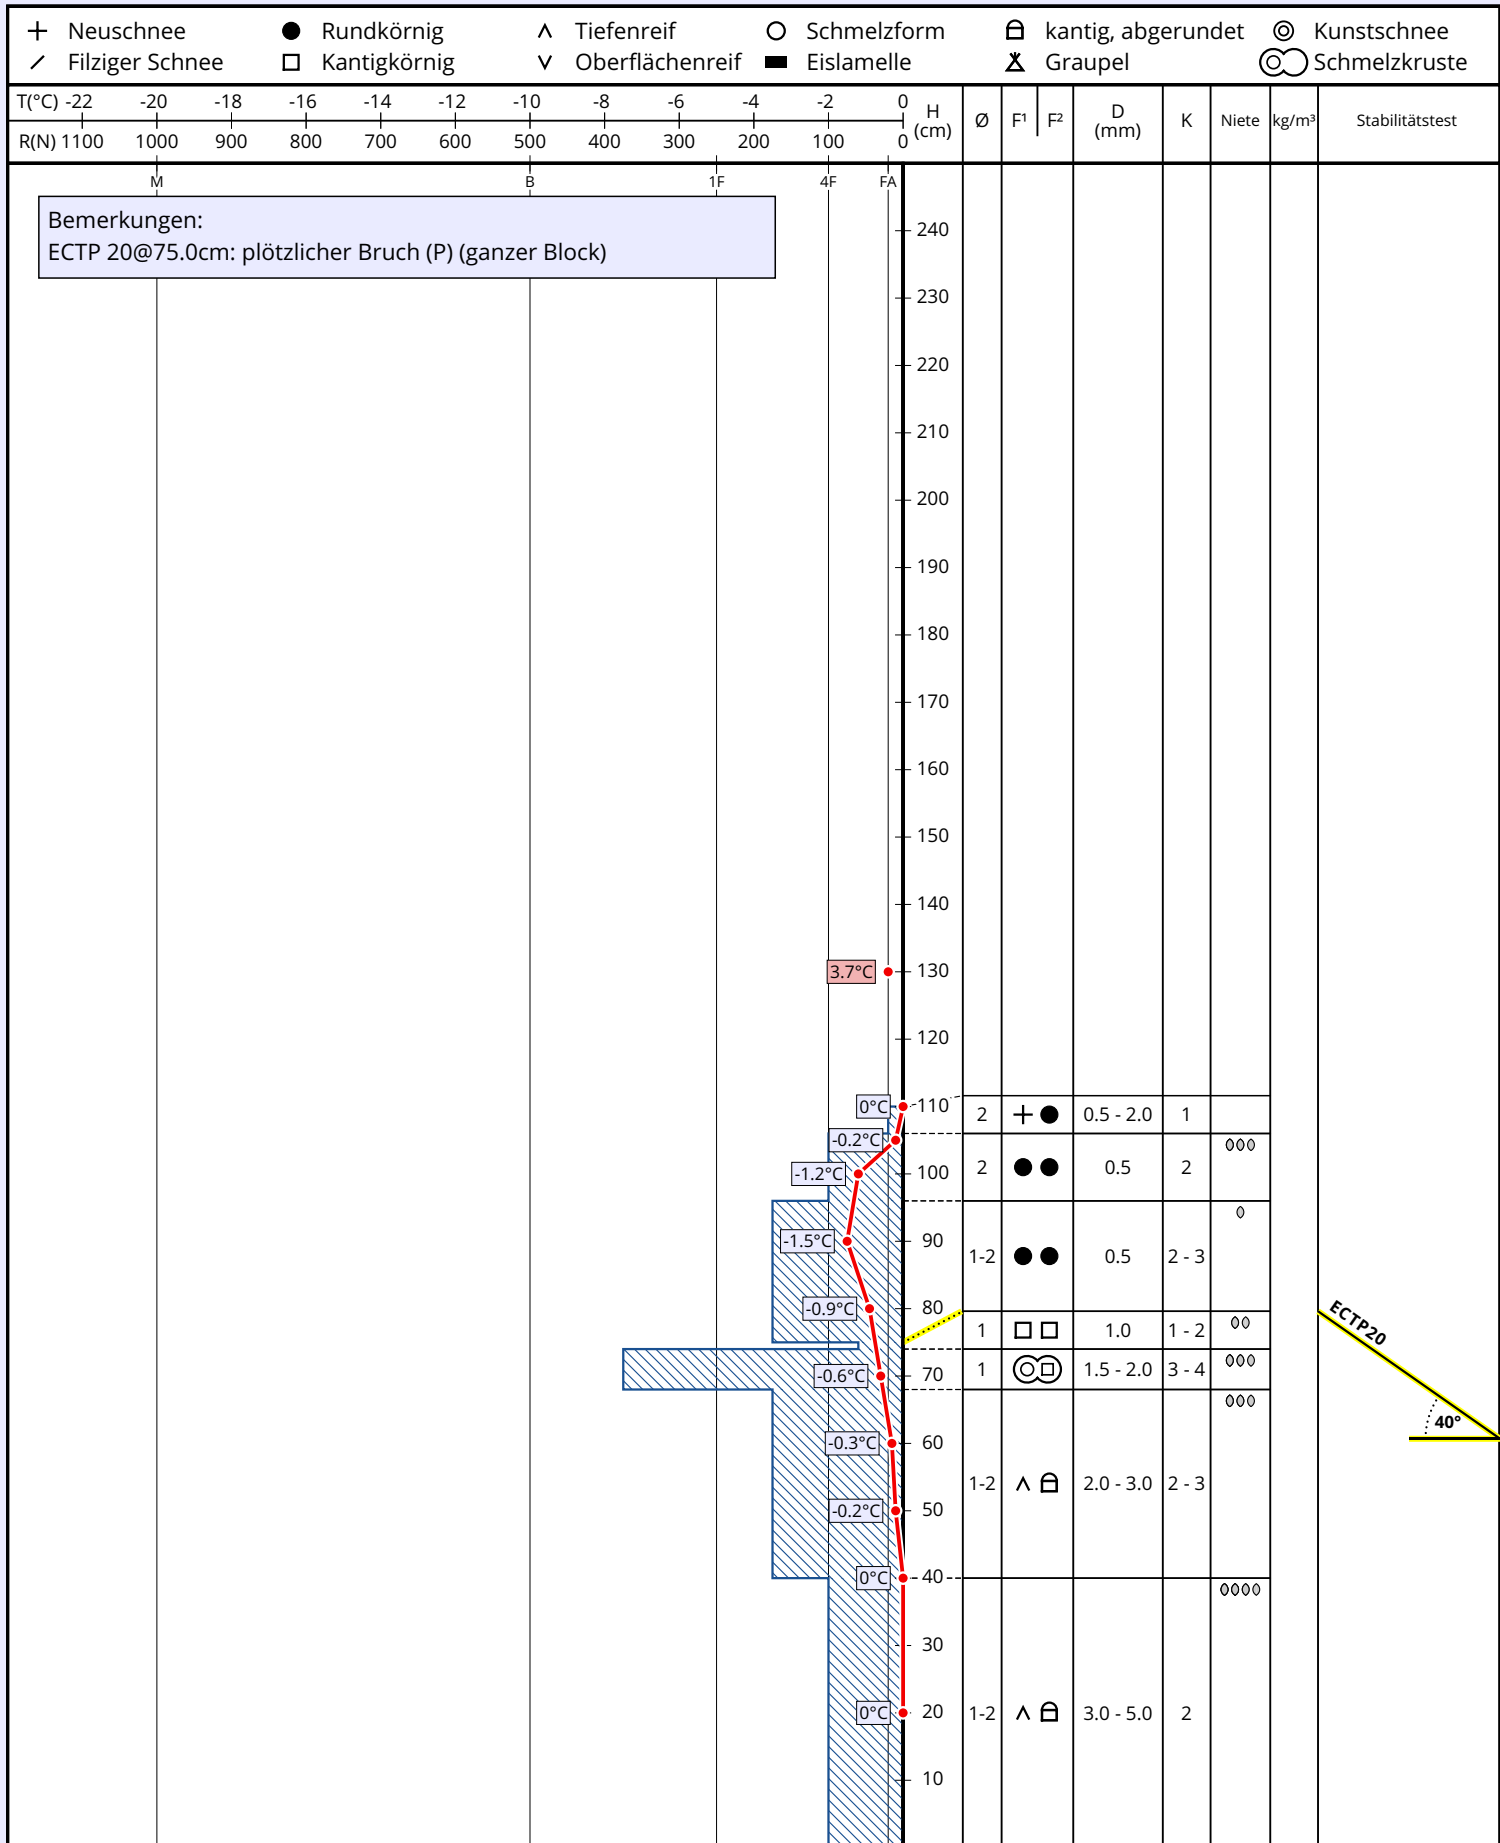 Neuschnee Rundkörnig Tiefenreif Schmelzform kantig, abgerundet Kunstschnee
Filziger Schnee Kantigkörnig Oberflächenreif Eislamelle Graupel Schmelzkruste
T(°C) -22 -20 -18 -16 -14 -12 -10 -8 -6 -4 -2 0
R(N) 1100 1000 900 800 700 600 500 400 300 200 100 0
H (cm) Ø F¹ F² D (mm) K Niete kg/m³ Stabilitätstest
M B 1F 4F FA
Bemerkungen:
ECTP 20@75.0cm: plötzlicher Bruch (P) (ganzer Block)
240
230
220
210
200
190
180
170
160
150
140
3.7°C 130
120
0°C 110 2 0.5 - 2.0 1
-0.2°C
-1.2°C 100 2 0.5 2
-1.5°C 90 1-2 0.5 2 - 3
-0.9°C 80 ECTP20
1 1.0 1 - 2
-0.6°C 70 1 1.5 - 2.0 3 - 4
40°
-0.3°C 60
1-2 2.0 - 3.0 2 - 3
-0.2°C 50
0°C 40
30
0°C 20 1-2 3.0 - 5.0 2
10